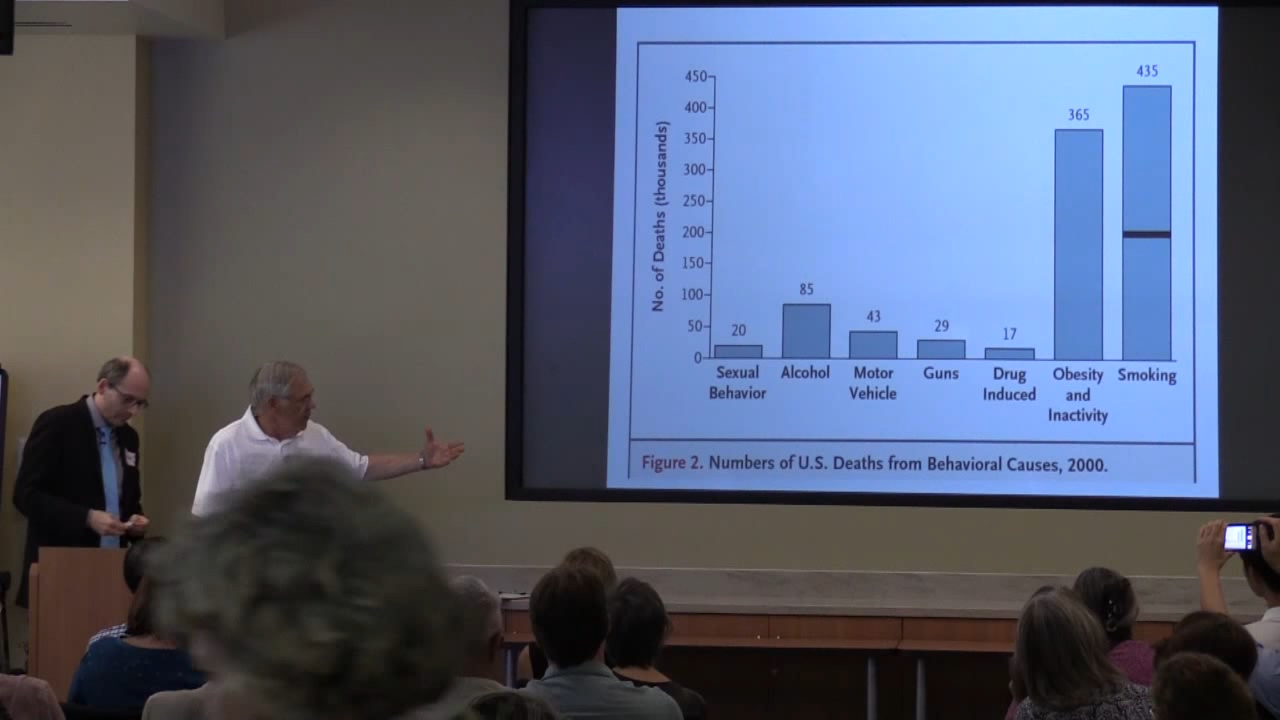 435
450
400
365
350
300
250
200
150
100
50
0
No. of Deaths (thousands)
20
85
43
29
17
Sexual
Behavior
Alcohol
Motor
Vehicle
Guns
Drug
Induced
Obesity
and
Inactivity
Smoking
Figure 2. Numbers of U.S. Deaths from Behavioral Causes, 2000.